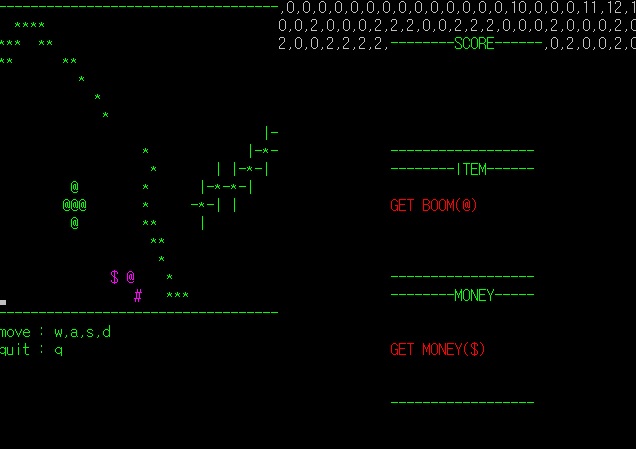 ,0,0,0,0,0,0,0,0,0,0,0,0,0,0,10,0,0,0,11,12,1
0,0,2,0,0,0,0,2,2,2,0,0,2,0,0,0,2,0,0,2,0,0,2
2,0,0,2,2,2,2,--------SCORE------,0,2,0,0,2,0
--------ITEM------
GET BOOM(@)
$ @
#
--------MONEY-----
move : w,a,s,d
quit : q
GET MONEY($)